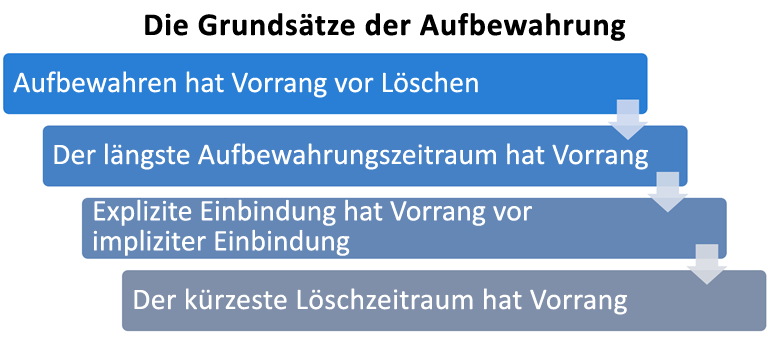 Die Grundsätze der Aufbewahrung
Aufbewahren hat Vorrang vor Löschen
Der längste Aufbewahrungszeitraum hat Vorrang
Explizite Einbindung hat Vorrang vor
impliziter Einbindung
Der kürzeste Löschzeitraum hat Vorrang